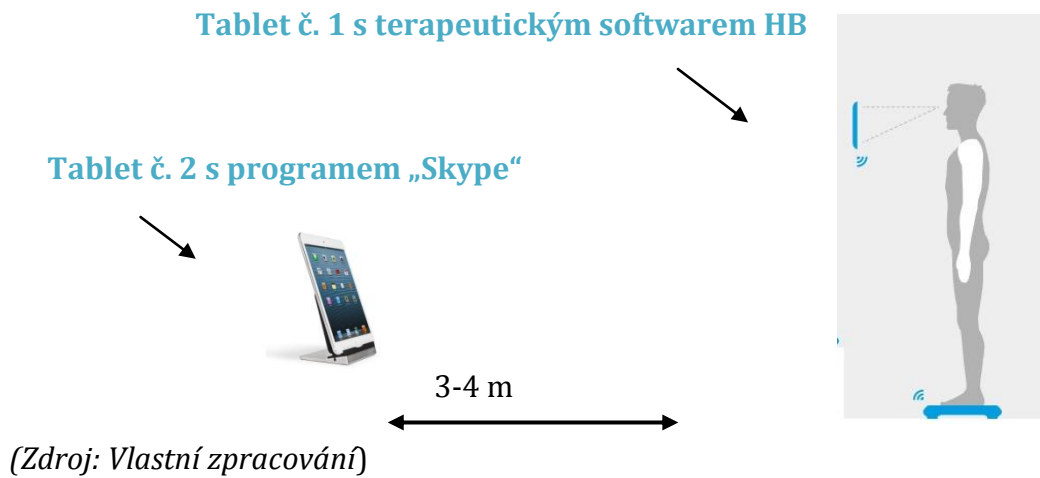 Tablet č. 1 s terapeutickým softwarem HB
Tablet č. 2 s programem „Skype“
3-4 m
(Zdroj: Vlastní zpracování)